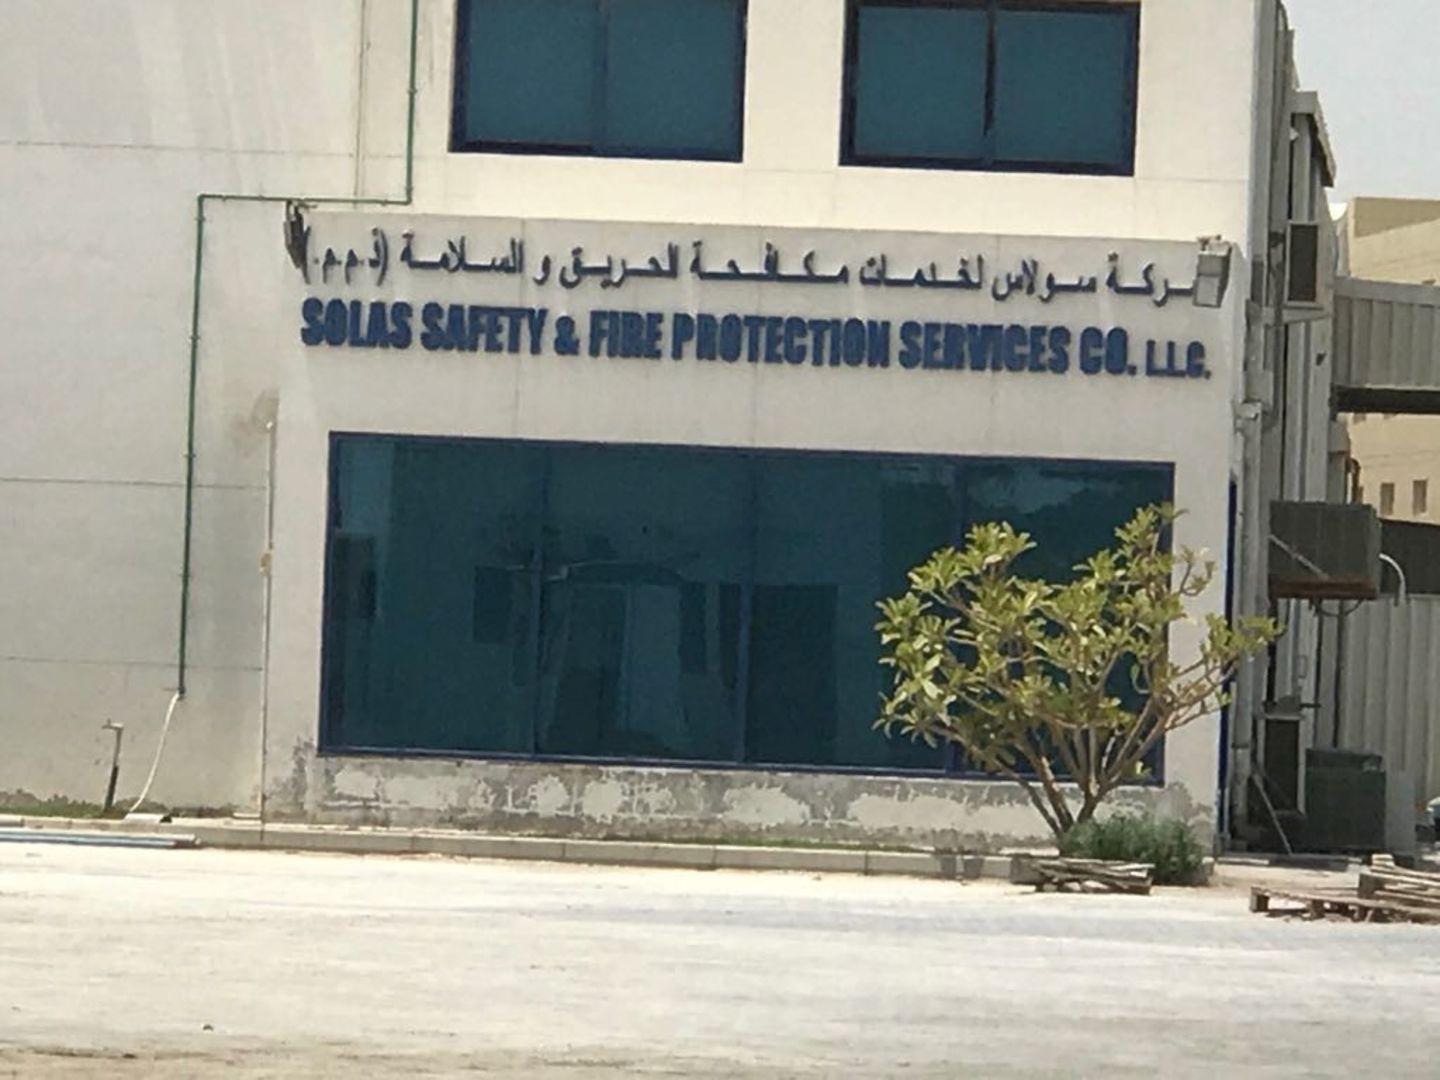 شركة سولاس لخدمات مكافحة الحريق و السلامة (ذ.م.م.)
SOLAS SAFETY & FIRE PROTECTION SERVICES CO. L.L.C.